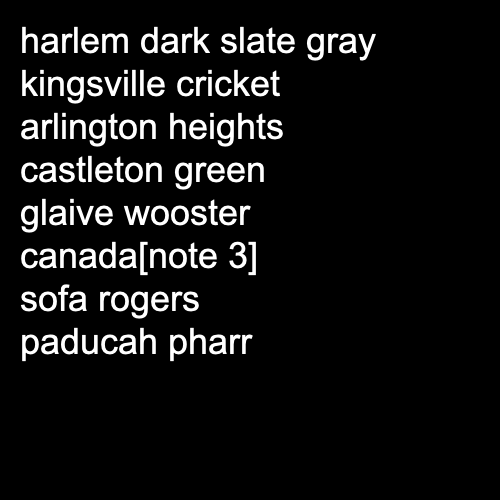 harlem dark slate gray
kingsville cricket
arlington heights
castleton green
glaive wooster
canada[note 3]
sofa rogers
paducah pharr